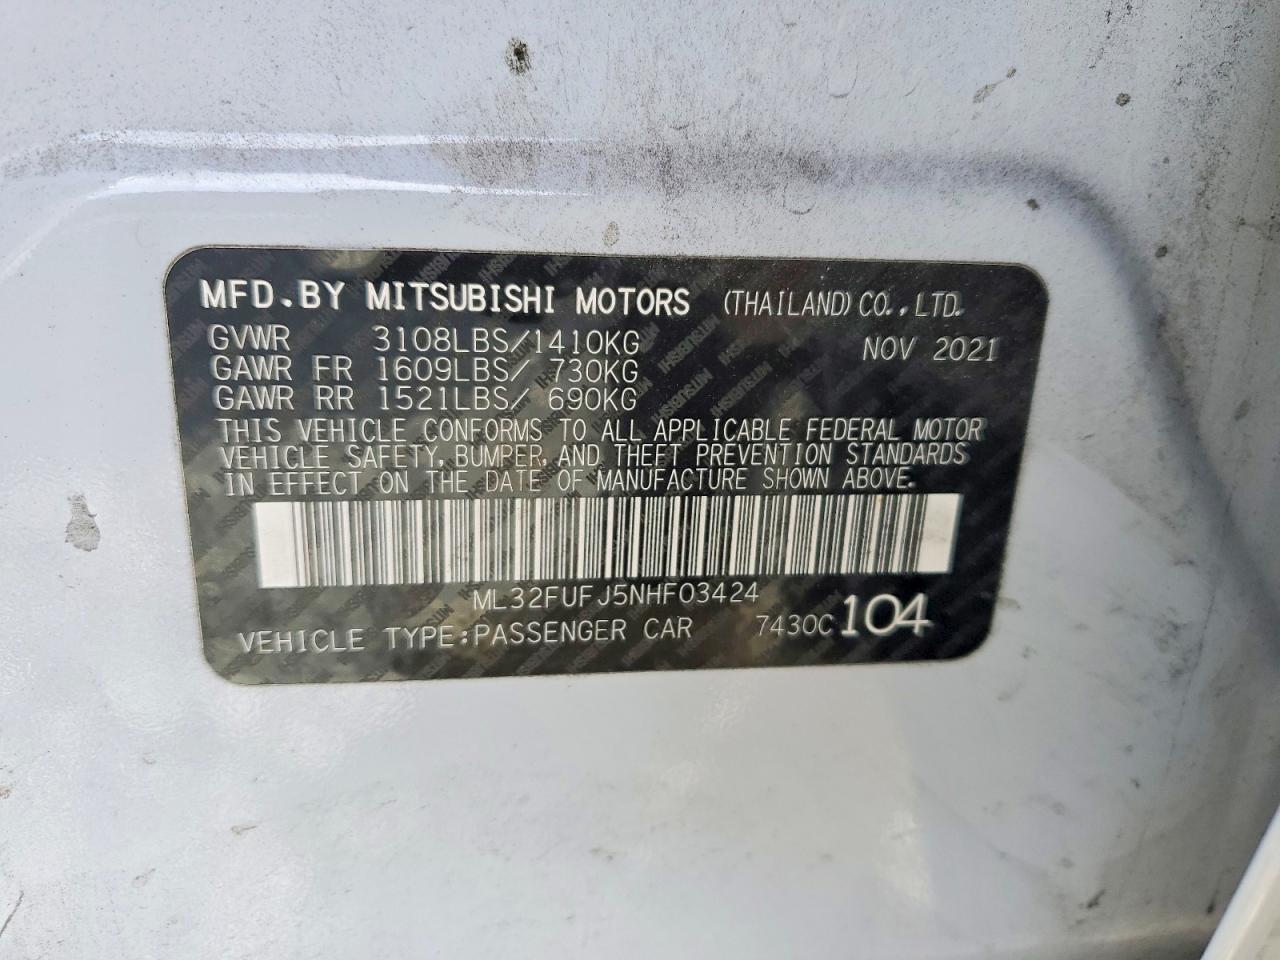 MFD.BY MITSUBISHI MOTORS (THAILAND) CO., LTD.
GVWR 3108LBS/1410KG NOV 2021
GAWR FR 1609LBS/ 730KG
GAWR RR 1521LBS/ 690KG
THIS VEHICLE CONFORMS TO ALL APPLICABLE FEDERAL MOTOR
VEHICLE SAFETY, BUMPER, AND THEFT PREVENTION STANDARDS
IN EFFECT ON THE DATE OF MANUFACTURE SHOWN ABOVE.
ML32FUFJ5NHF03424
VEHICLE TYPE:PASSENGER CAR 7430C 104